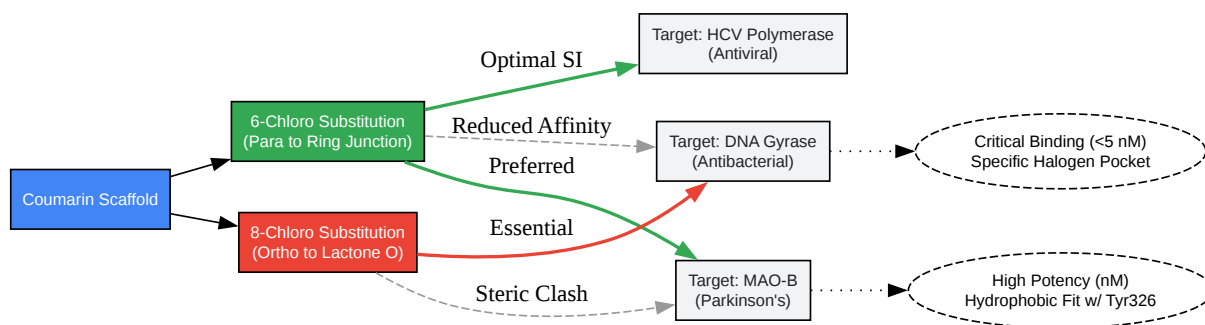 Coumarin Scaffold
6-Chloro Substitution
(Para to Ring Junction)
8-Chloro Substitution
(Ortho to Lactone O)
Optimal SI
Reduced Affinity
Preferred
Essential
Steric Clash
Target: HCV Polymerase
(Antiviral)
Target: DNA Gyrase
(Antibacterial)
Target: MAO-B
(Parkinson's)
Critical Binding (<5 nM)
Specific Halogen Pocket
High Potency (nM)
Hydrophobic Fit w/ Tyr326